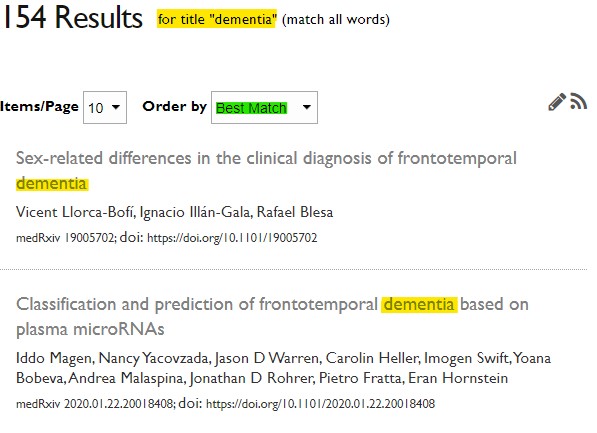 154 Results for title "dementia" (match all words)
Items/Page 10 Order by Best Match
Sex-related differences in the clinical diagnosis of frontotemporal
dementia
Vicent Llorca-Bofí, Ignacio Illán-Gala, Rafael Blesa
medRxiv 19005702; doi: https://doi.org/10.1101/19005702
Classification and prediction of frontotemporal dementia based on
plasma microRNAs
Iddo Magen, Nancy Yacovzada, Jason D Warren, Carolin Heller, Imogen Swift, Yoana
Bobeva, Andrea Malaspina, Jonathan D Rohrer, Pietro Fratta, Eran Hornstein
medRxiv 2020.01.22.20018408; doi: https://doi.org/10.1101/2020.01.22.20018408